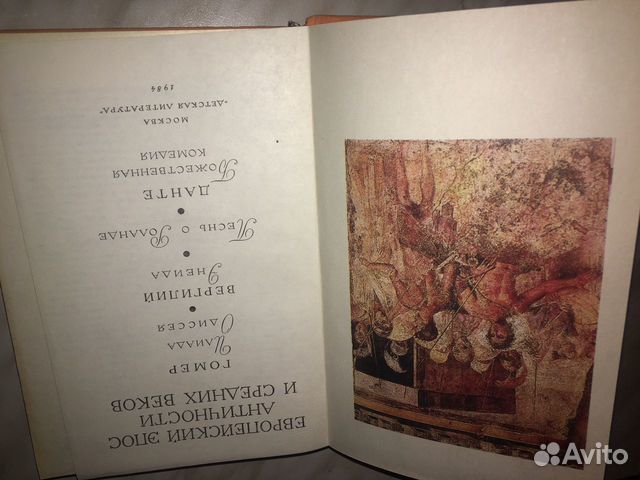 ЕВРОПЕЙСКИЙ ЭПОС
АНТИЧНОСТИ
И СРЕДНИХ ВЕКОВ
ГОМЕР
Илиада
Одиссея
•
ВЕРГИЛИЙ
Энеида
•
Песнь о Роланде
•
ДАНТЕ
Божественная
комедия
МОСКВА
"ДЕТСКАЯ ЛИТЕРАТУРА"
1984
Avito